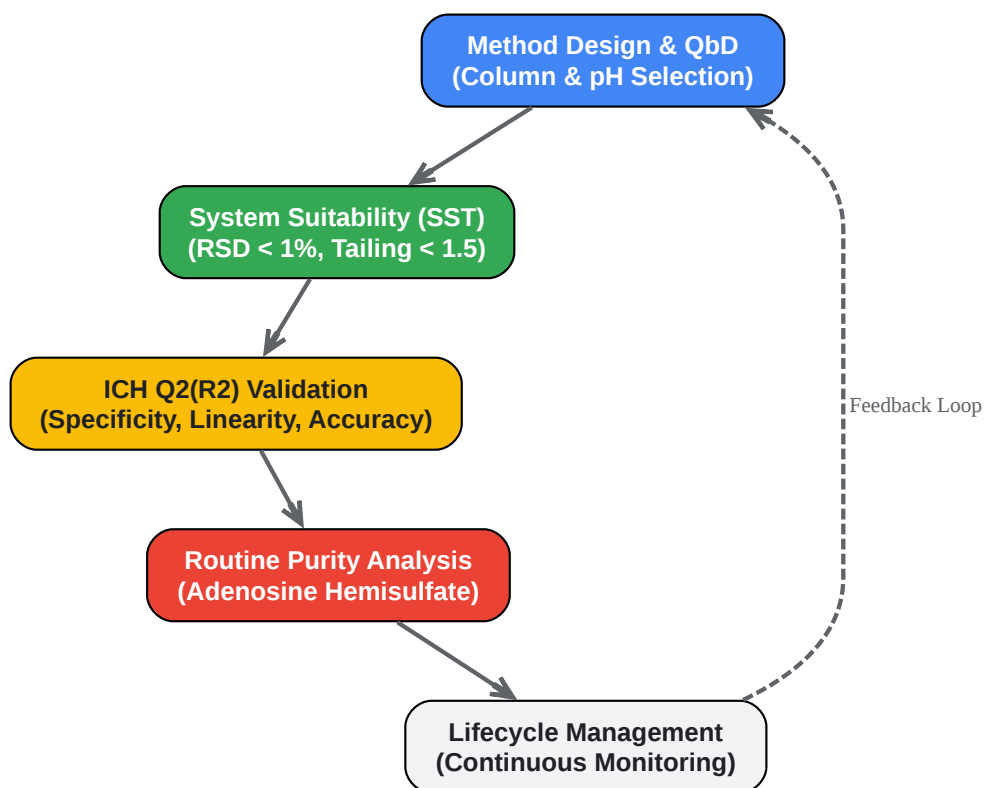 Method Design & QbD
(Column & pH Selection)
System Suitability (SST)
(RSD < 1%, Tailing < 1.5)
ICH Q2(R2) Validation
(Specificity, Linearity, Accuracy)
Feedback Loop
Routine Purity Analysis
(Adenosine Hemisulfate)
Lifecycle Management
(Continuous Monitoring)